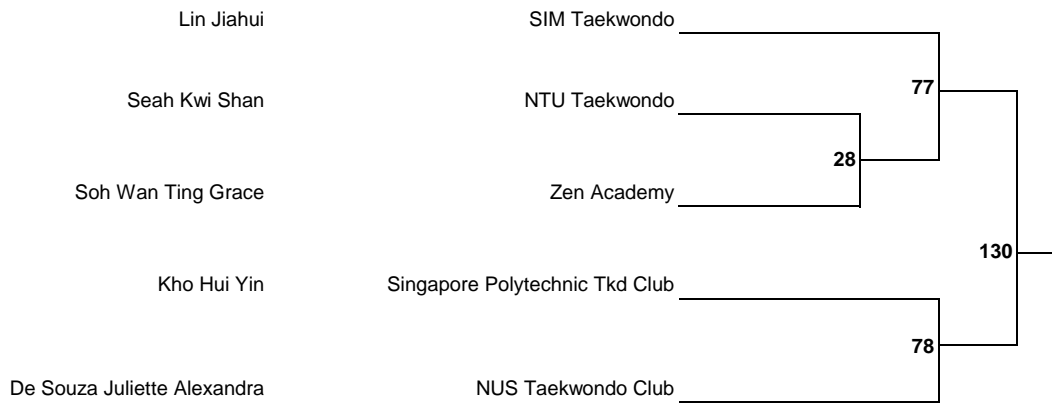 Lin Jiahui SIM Taekwondo
77
Seah Kwi Shan NTU Taekwondo
28
Soh Wan Ting Grace Zen Academy
130
Kho Hui Yin Singapore Polytechnic Tkd Club
78
De Souza Juliette Alexandra NUS Taekwondo Club